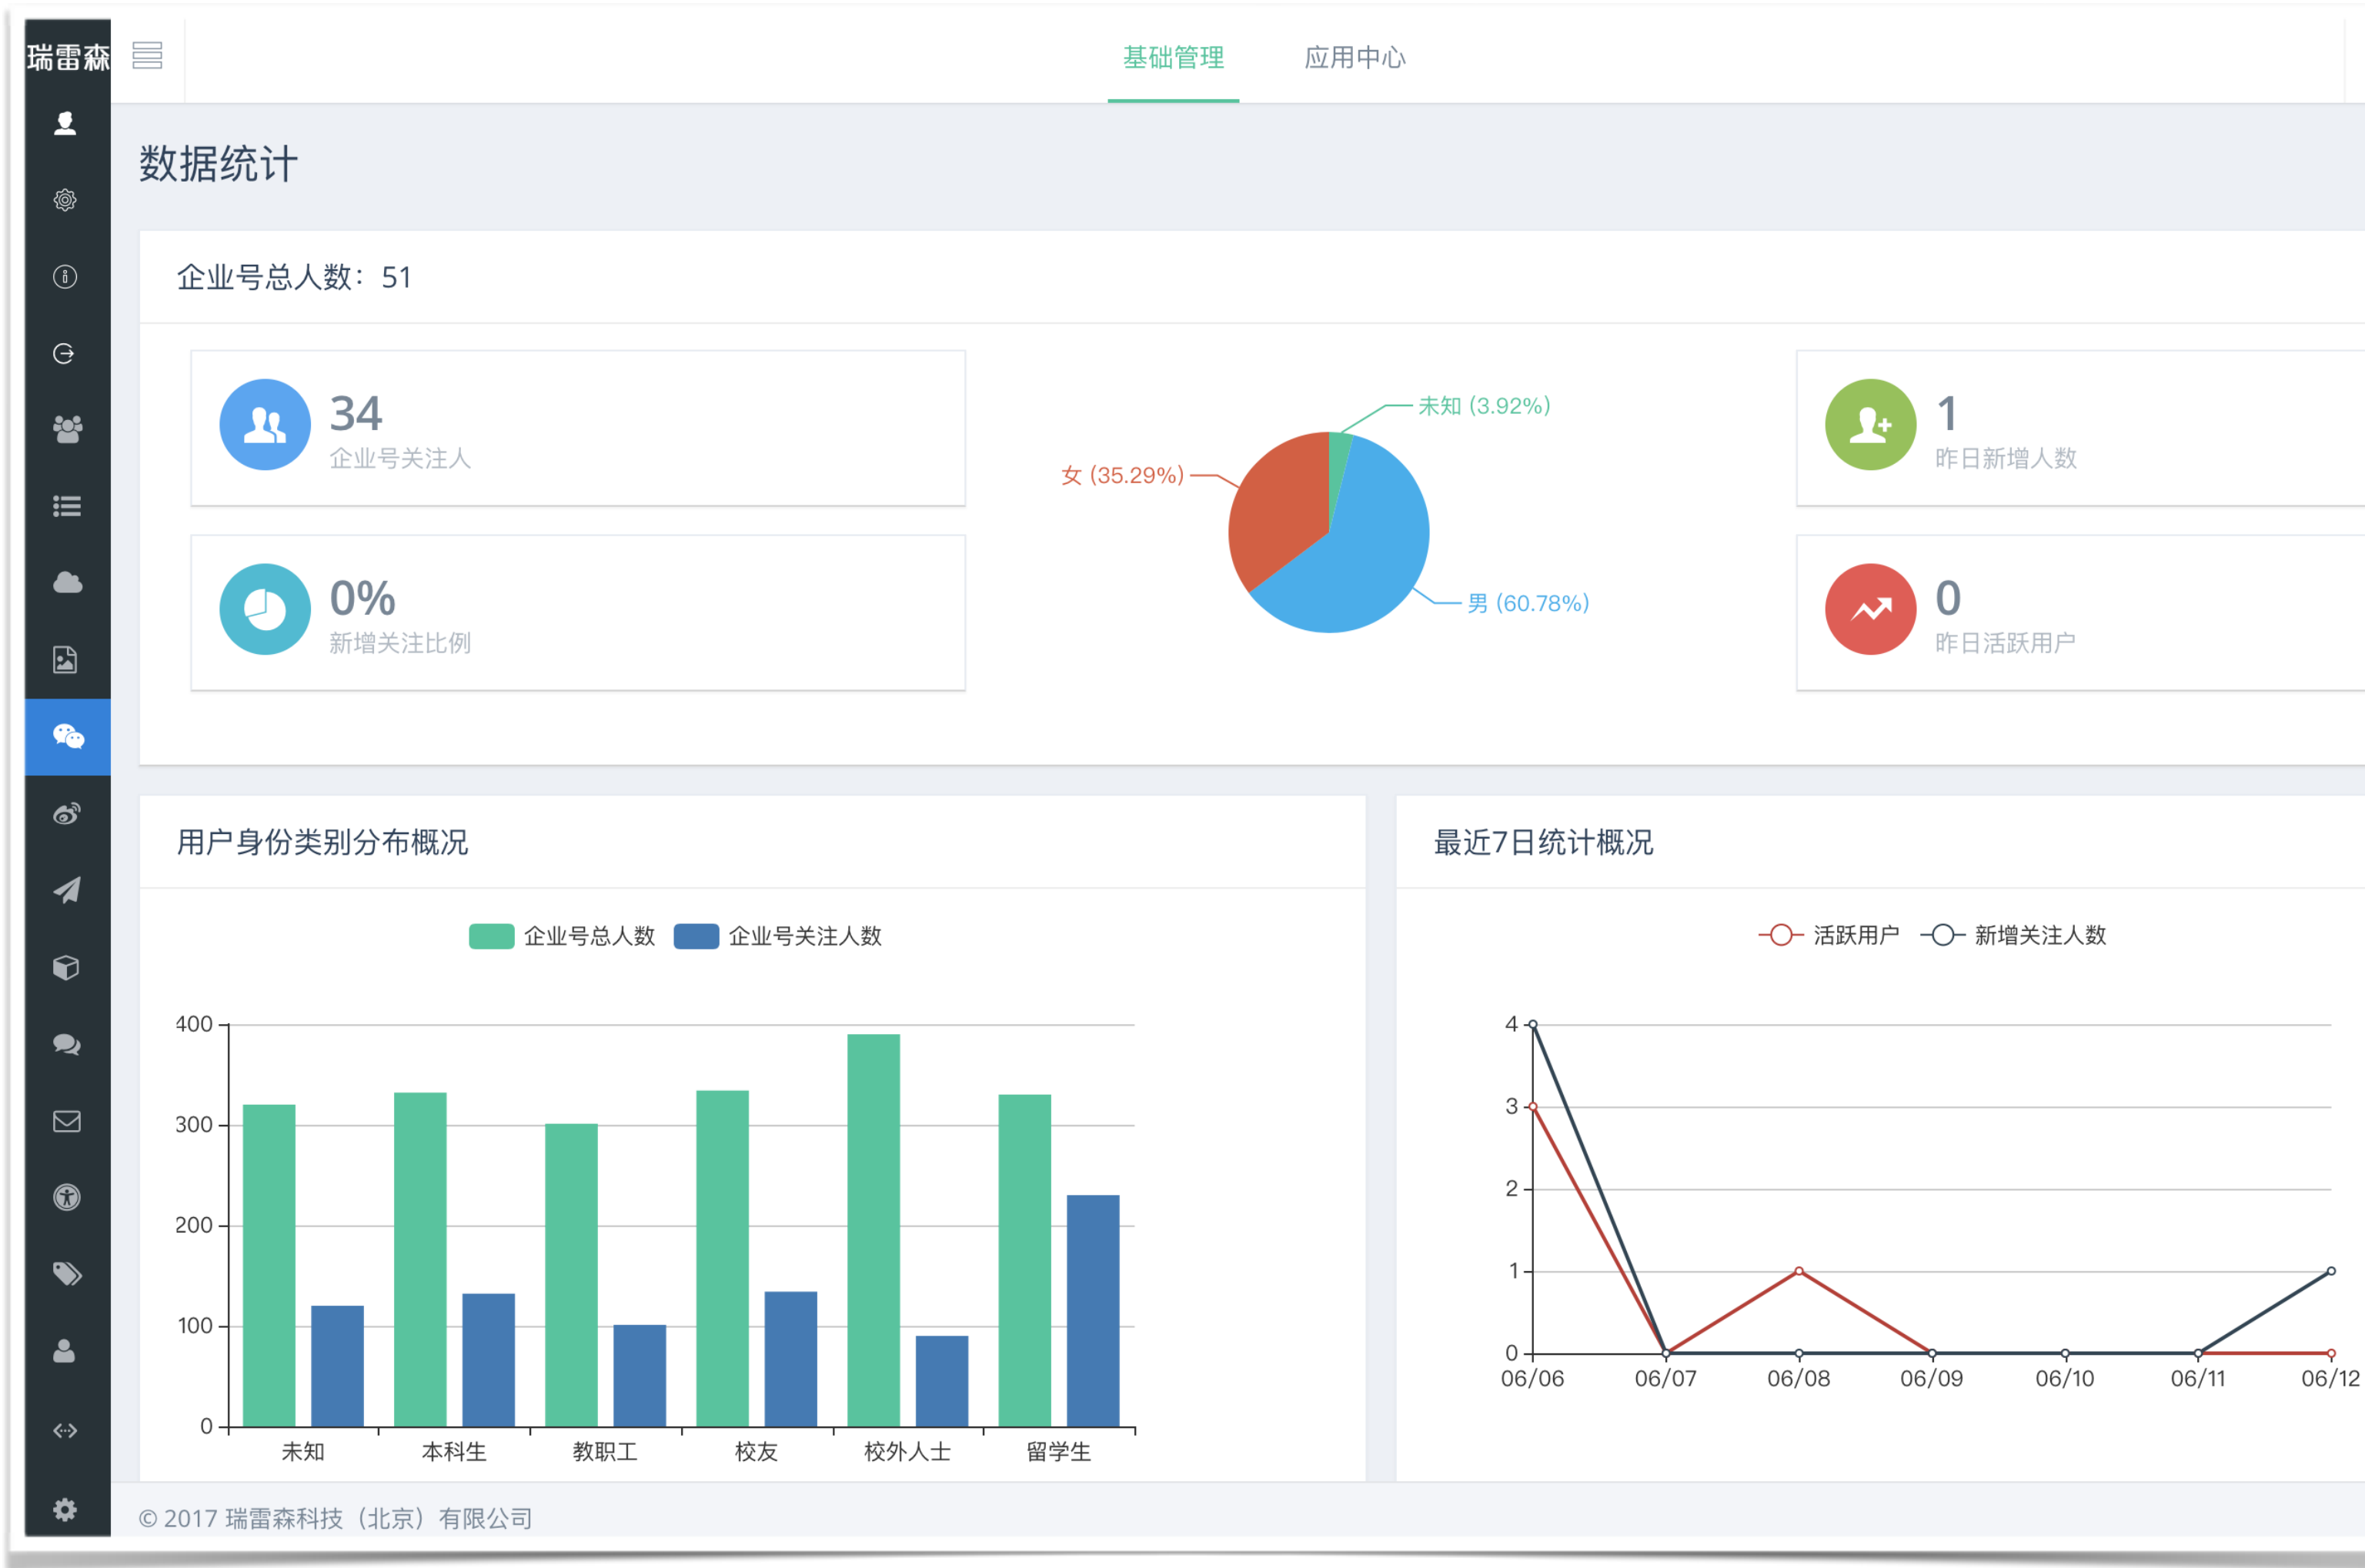 瑞雷森
基础管理 应用中心
数据统计
企业号总人数：51
34
企业号关注人
0%
新增关注比例
未知 (3.92%)
女 (35.29%)
男 (60.78%)
1
昨日新增人数
0
昨日活跃用户
用户身份类别分布概况
企业号总人数 企业号关注人数
400
300
200
100
0
未知 本科生 教职工 校友 校外人士 留学生
最近7日统计概况
活跃用户 新增关注人数
4
3
2
1
0
06/06 06/07 06/08 06/09 06/10 06/11 06/12
© 2017 瑞雷森科技（北京）有限公司